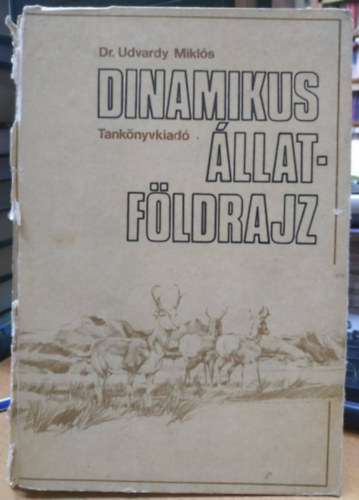 Dr. Udvardy Miklós
DINAMIKUS
Tankönyvkiadó
ÁLLAT-
FÖLDRAJZ